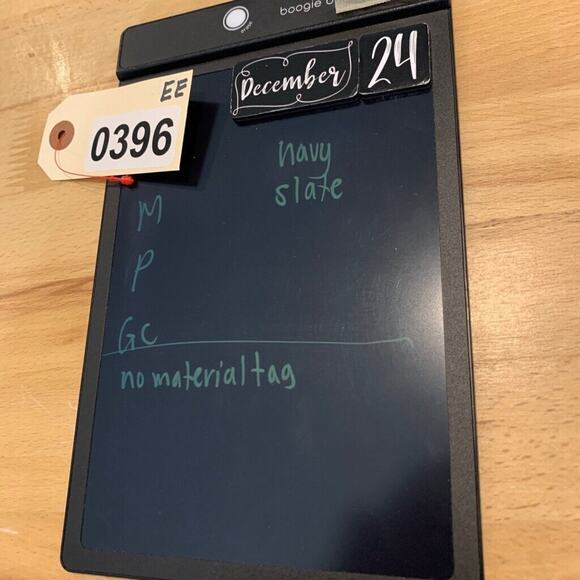 boogie
EE
0396
December 24
navy
slate
M
P
GC
no material tag